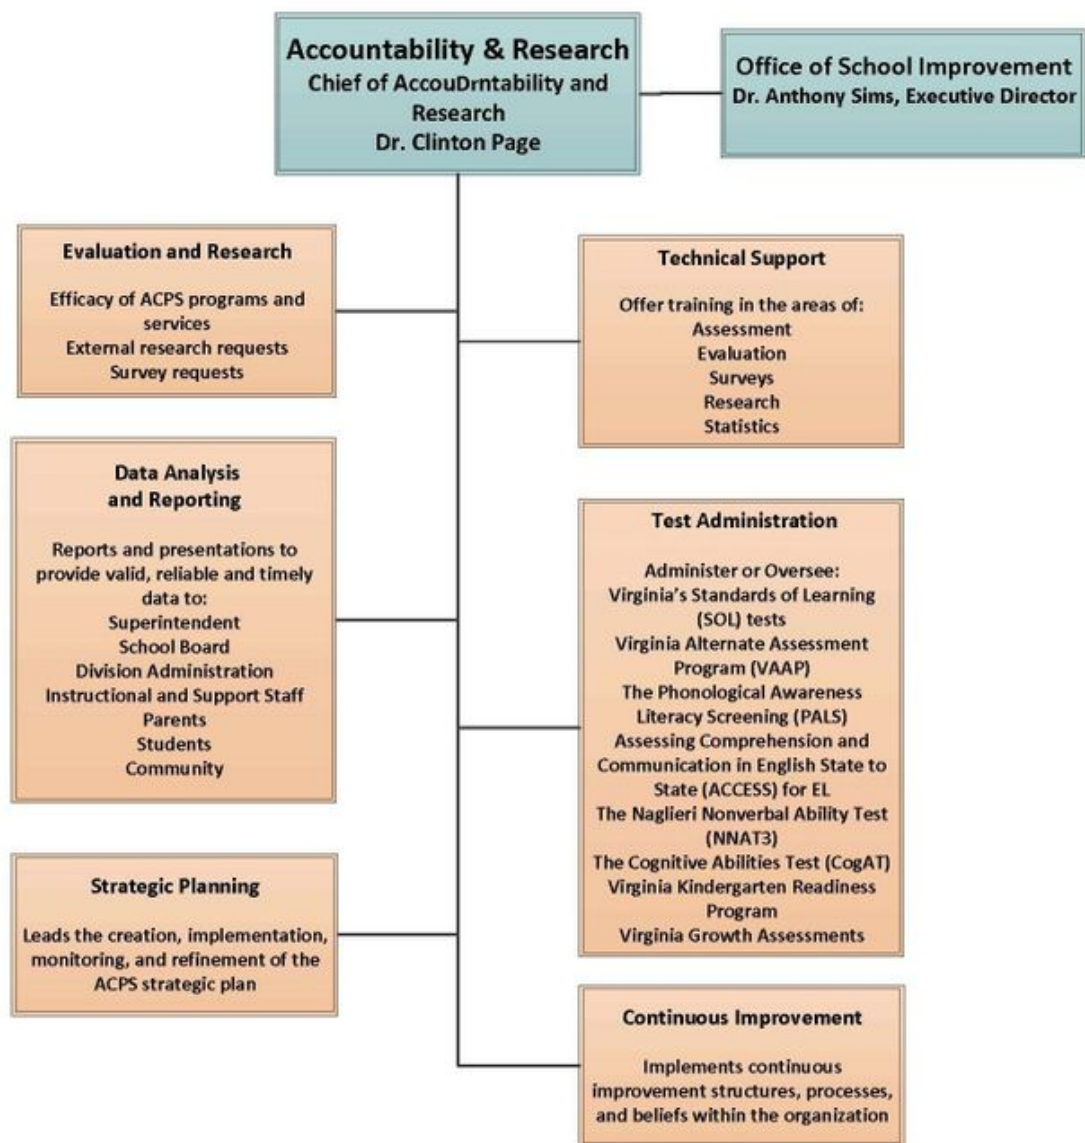 Accountability & Research
Chief of AccouDrntability and
Research
Dr. Clinton Page
Office of School Improvement
Dr. Anthony Sims, Executive Director
Evaluation and Research
Efficacy of ACPS programs and
services
External research requests
Survey requests
Technical Support
Offer training in the areas of:
Assessment
Evaluation
Surveys
Research
Statistics
Data Analysis
and Reporting
Reports and presentations to
provide valid, reliable and timely
data to:
Superintendent
School Board
Division Administration
Instructional and Support Staff
Parents
Students
Community
Test Administration
Administer or Oversee:
Virginia's Standards of Learning
(SOL) tests
Virginia Alternate Assessment
Program (VAAP)
The Phonological Awareness
Literacy Screening (PALS)
Assessing Comprehension and
Communication in English State to
State (ACCESS) for EL
The Naglieri Nonverbal Ability Test
(NNAT3)
The Cognitive Abilities Test (CogAT)
Virginia Kindergarten Readiness
Program
Virginia Growth Assessments
Strategic Planning
Leads the creation, implementation,
monitoring, and refinement of the
ACPS strategic plan
Continuous Improvement
Implements continuous
improvement structures, processes,
and beliefs within the organization